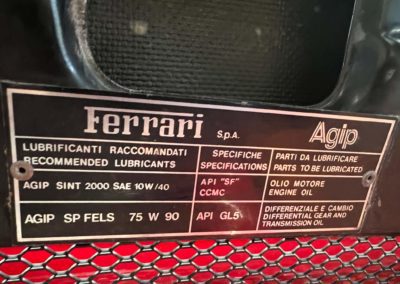 Ferrari S.p.A. Agip
LUBRIFICANTI RACCOMANDATI
RECOMMENDED LUBRICANTS
SPECIFICHE
SPECIFICATIONS
PARTI DA LUBRIFICARE
PARTS TO BE LUBRICATED
AGIP SINT 2000 SAE 10W/40
API "SF"
CCMC
OLIO MOTORE
ENGINE OIL
AGIP SP FELS 75 W 90
API GL5
DIFFERENZIALE E CAMBIO
DIFFERENTIAL GEAR AND
TRANSMISSION OIL